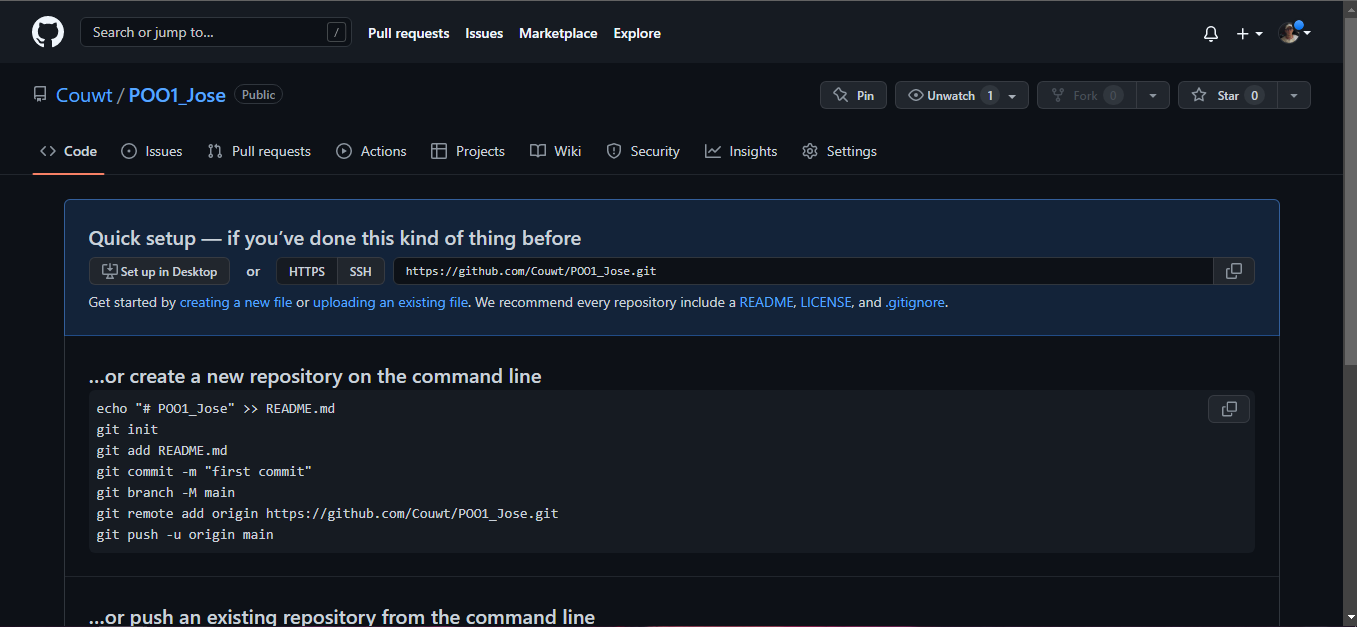 Search or jump to... / Pull requests Issues Marketplace Explore
Couwt / POO1_Jose Public Pin Unwatch 1 Fork 0 Star 0
Code Issues Pull requests Actions Projects Wiki Security Insights Settings
Quick setup — if you’ve done this kind of thing before
Set up in Desktop or HTTPS SSH https://github.com/Couwt/POO1_Jose.git
Get started by creating a new file or uploading an existing file. We recommend every repository include a README, LICENSE, and .gitignore.
…or create a new repository on the command line
echo "# POO1_Jose" >> README.md
git init
git add README.md
git commit -m "first commit"
git branch -M main
git remote add origin https://github.com/Couwt/POO1_Jose.git
git push -u origin main
…or push an existing repository from the command line